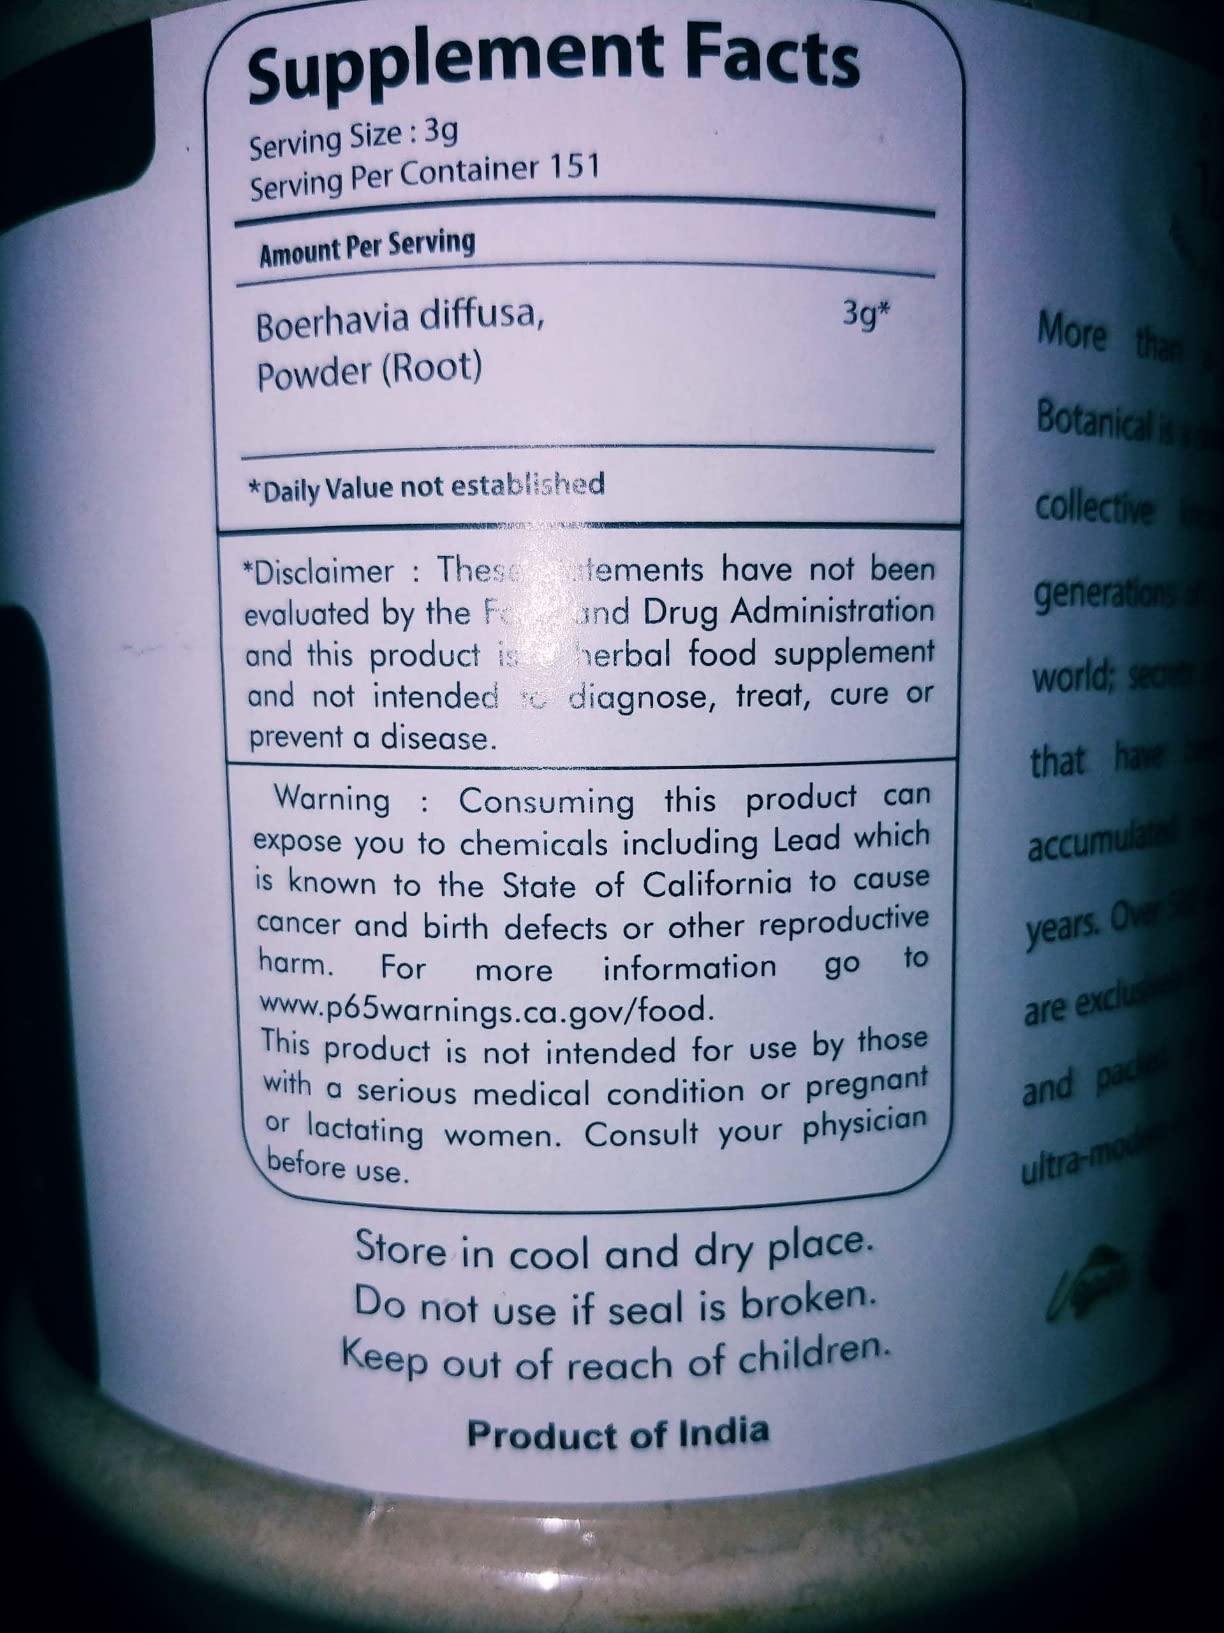 Supplement Facts
Serving Size : 3g
Serving Per Container 151
Amount Per Serving
Boerhavia diffusa, 3g*
Powder (Root)
*Daily Value not established
*Disclaimer : These statements have not been
evaluated by the Food and Drug Administration
and this product is a herbal food supplement
and not intended to diagnose, treat, cure or
prevent a disease.
Warning : Consuming this product can
expose you to chemicals including Lead which
is known to the State of California to cause
cancer and birth defects or other reproductive
harm. For more information go to
www.p65warnings.ca.gov/food.
This product is not intended for use by those
with a serious medical condition or pregnant
or lactating women. Consult your physician
before use.
Store in cool and dry place.
Do not use if seal is broken.
Keep out of reach of children.
Product of India
More than
Botanical is
collective
generations
world;
that have
accumulated
years. Over
are
and